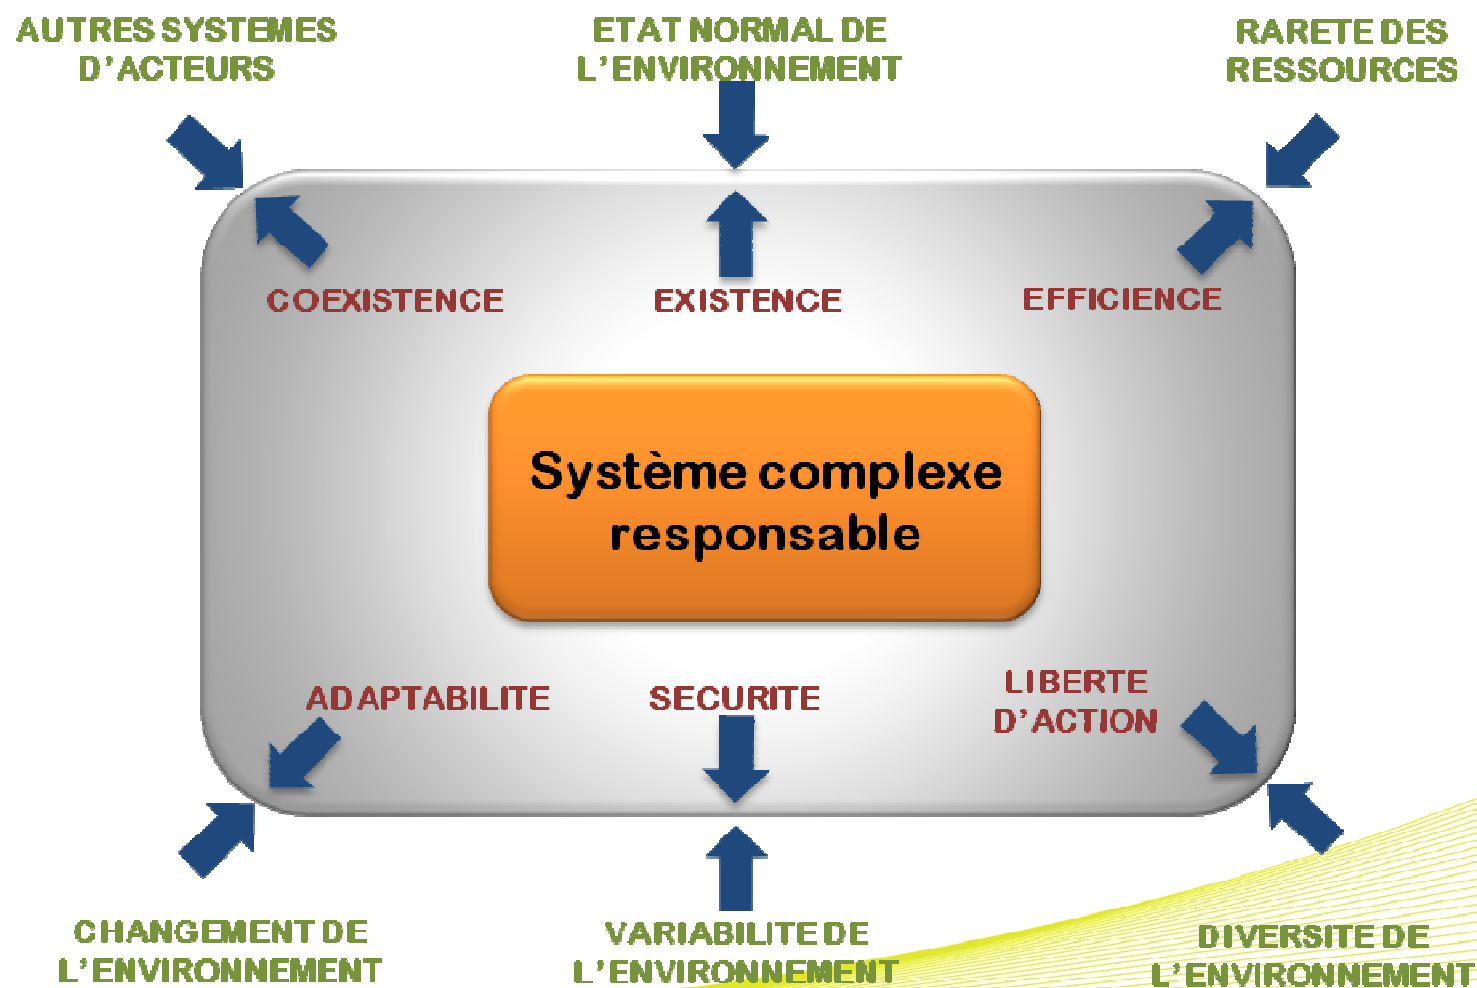 AUTRES SYSTEMES
D'ACTEURS
ETAT NORMAL DE
L'ENVIRONNEMENT
RARETE DES
RESSOURCES
COEXISTENCE
EXISTENCE
EFFICIENCE
Système complexe
responsable
ADAPTABILITE
SECURITE
LIBERTE
D'ACTION
CHANGEMENT DE
L'ENVIRONNEMENT
VARIABILITE DE
L'ENVIRONNEMENT
DIVERSITE DE
L'ENVIRONNEMENT